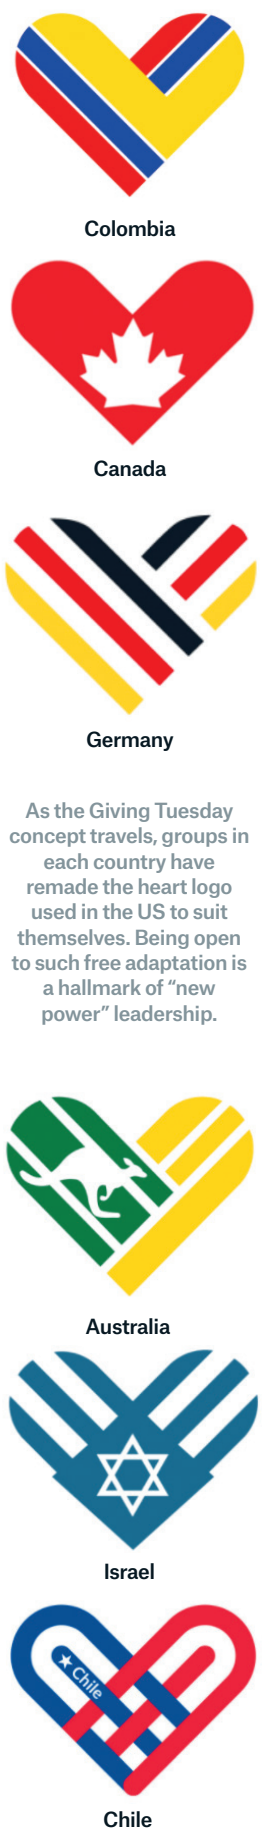 Colombia
Canada
Germany
As the Giving Tuesday
concept travels, groups in
each country have
remade the heart logo
used in the US to suit
themselves. Being open
to such free adaptation is
a hallmark of “new
power” leadership.
Australia
Israel
Chile
Chile